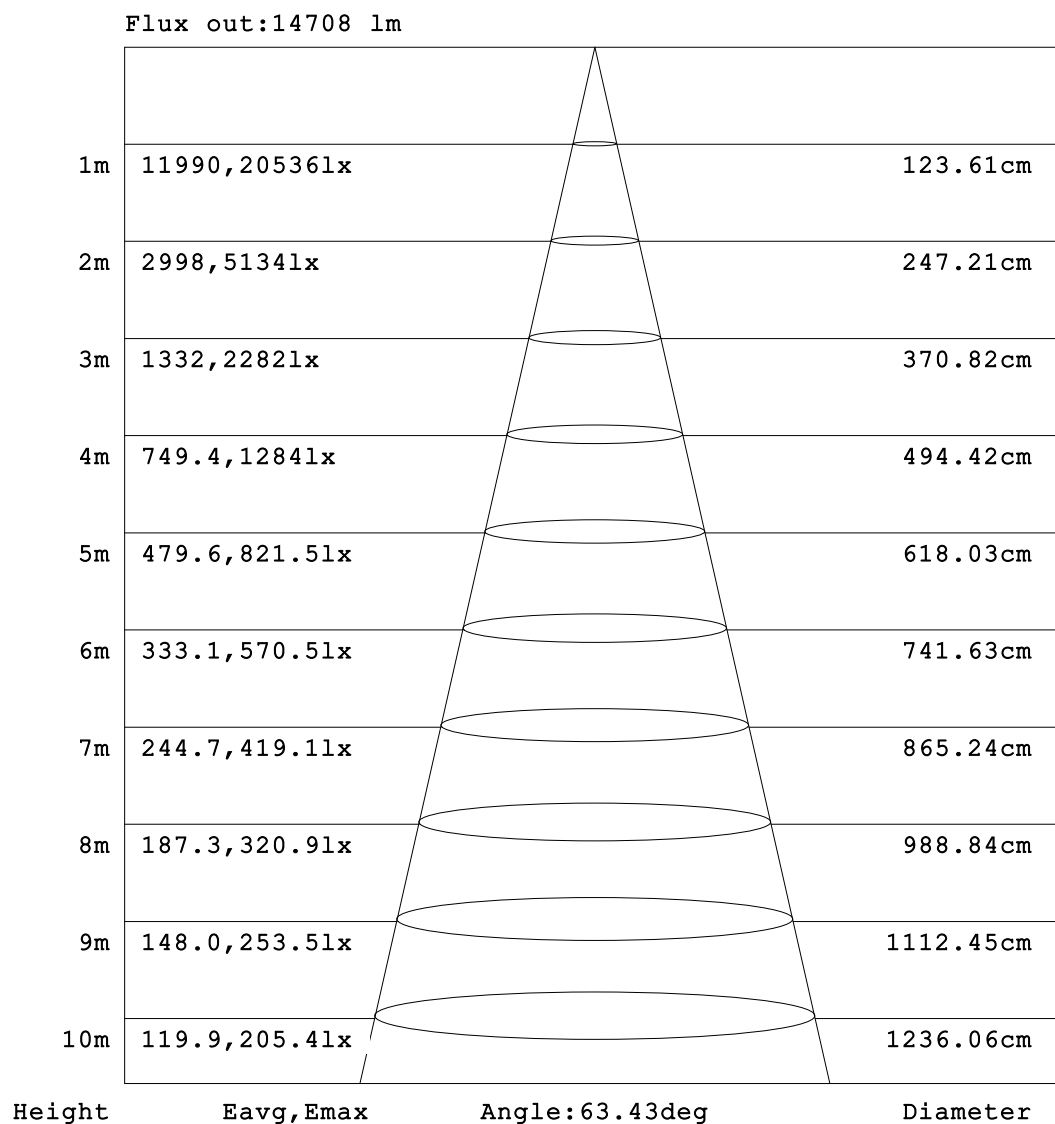 Flux out:14708 lm
1m 11990,20536lx 123.61cm
2m 2998,5134lx 247.21cm
3m 1332,2282lx 370.82cm
4m 749.4,1284lx 494.42cm
5m 479.6,821.5lx 618.03cm
6m 333.1,570.5lx 741.63cm
7m 244.7,419.1lx 865.24cm
8m 187.3,320.9lx 988.84cm
9m 148.0,253.5lx 1112.45cm
10m 119.9,205.4lx 1236.06cm
Height Eavg,Emax Angle:63.43deg Diameter